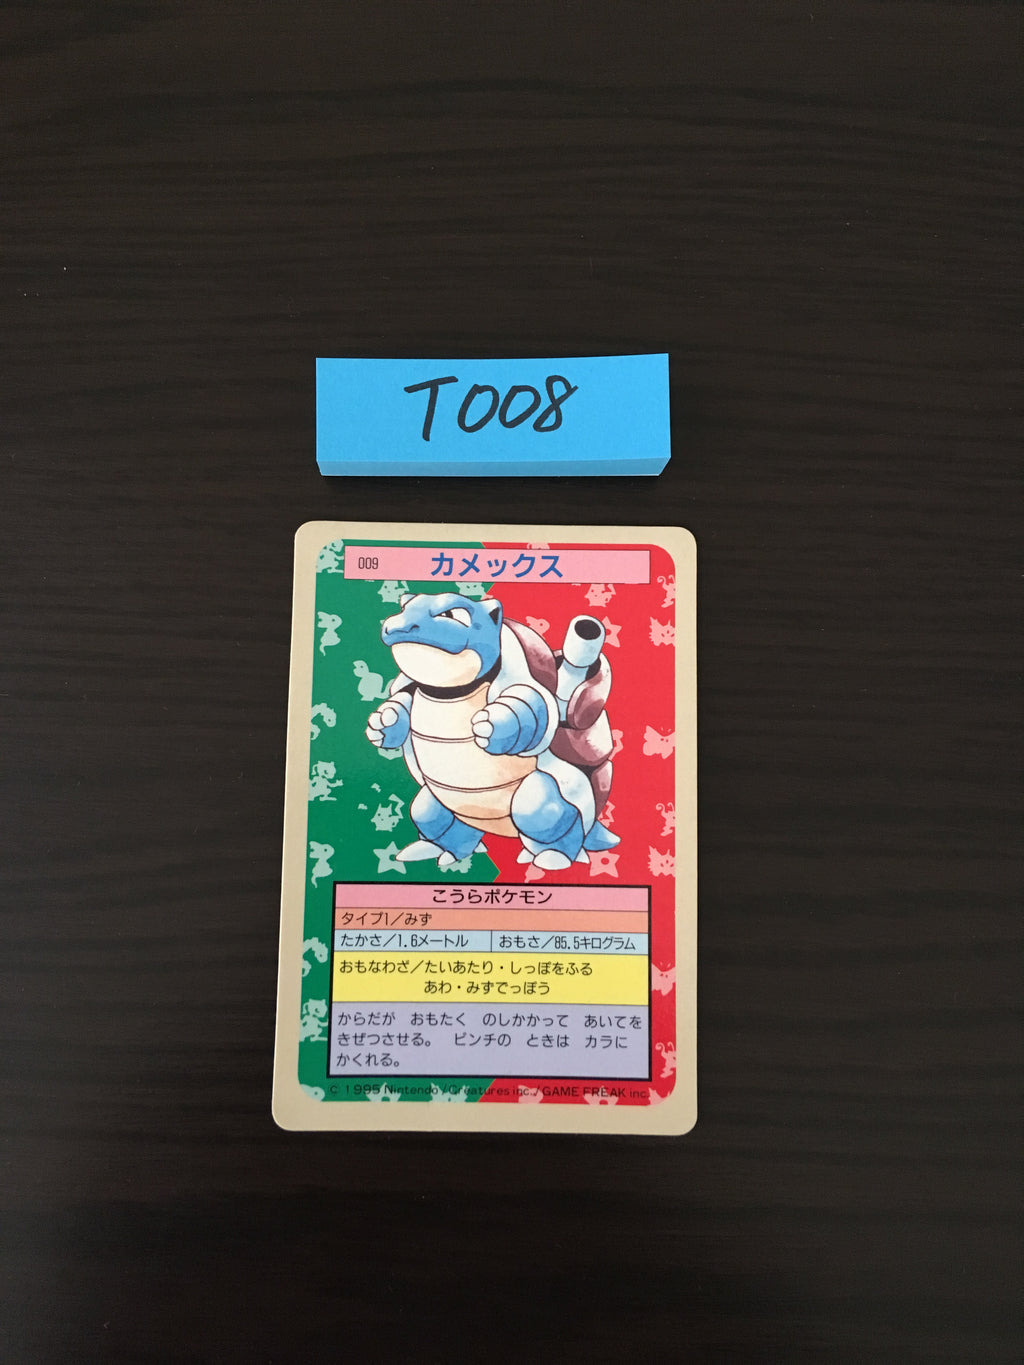 T008
009 カメックス
こうらポケモン
タイプ1/みず
たかさ/1.6メートル おもさ/85.5キログラム
おもなわざ/たいあたり・しっぽをふる
あわ・みずでっぽう
からだが おもたく のしかかって あいてを
きぜつさせる。 ピンチの ときは カラに
かくれる。
© 1995 Nintendo/Creatures inc./GAME FREAK inc.